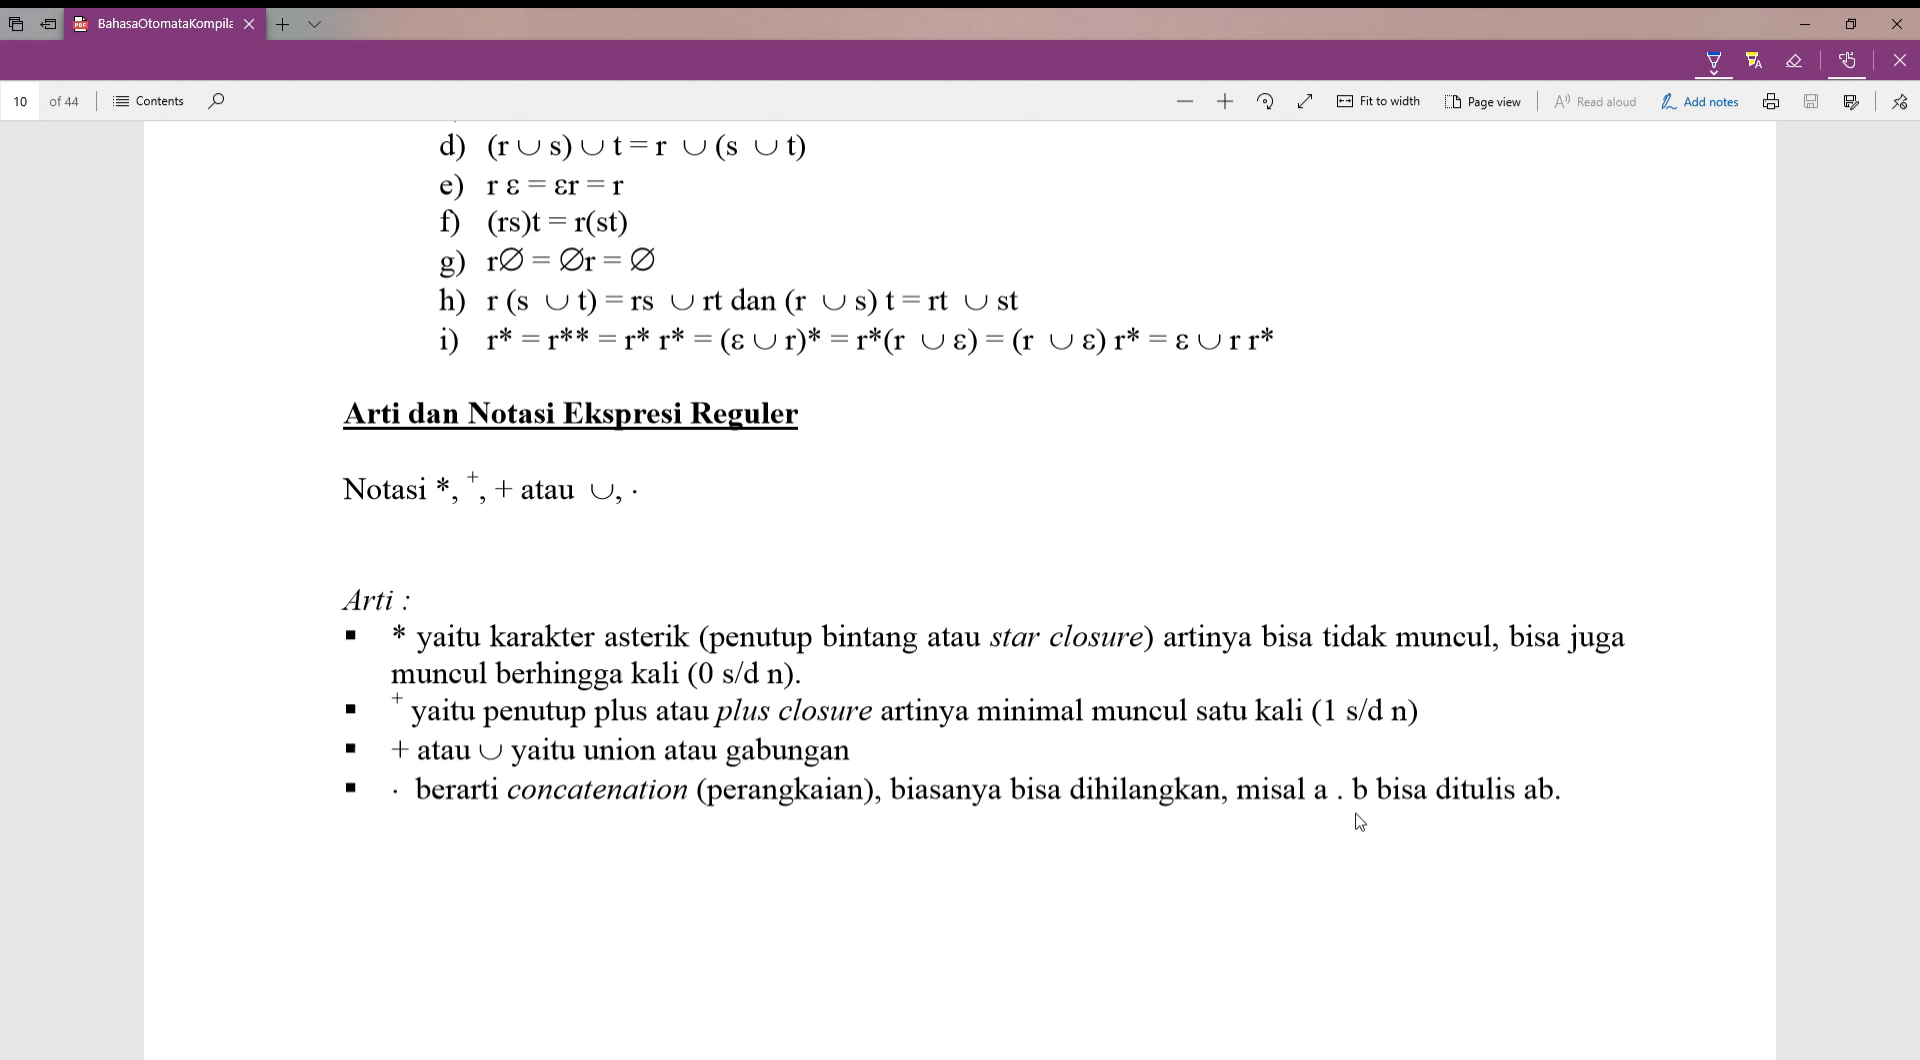 BahasaOtomataKompila
10 of 44 Contents Fit to width Page view Read aloud Add notes
d) (r ∪ s) ∪ t = r ∪ (s ∪ t)
e) r ε = εr = r
f) (rs)t = r(st)
g) r∅ = ∅r = ∅
h) r (s ∪ t) = rs ∪ rt dan (r ∪ s) t = rt ∪ st
i) r* = r** = r* r* = (ε ∪ r)* = r*(r ∪ ε) = (r ∪ ε) r* = ε ∪ r r*
Arti dan Notasi Ekspresi Reguler
Notasi *, ⁺, + atau ∪, ·
Arti :
▪ * yaitu karakter asterik (penutup bintang atau star closure) artinya bisa tidak muncul, bisa juga
muncul berhingga kali (0 s/d n).
▪ ⁺ yaitu penutup plus atau plus closure artinya minimal muncul satu kali (1 s/d n)
▪ + atau ∪ yaitu union atau gabungan
▪ · berarti concatenation (perangkaian), biasanya bisa dihilangkan, misal a . b bisa ditulis ab.